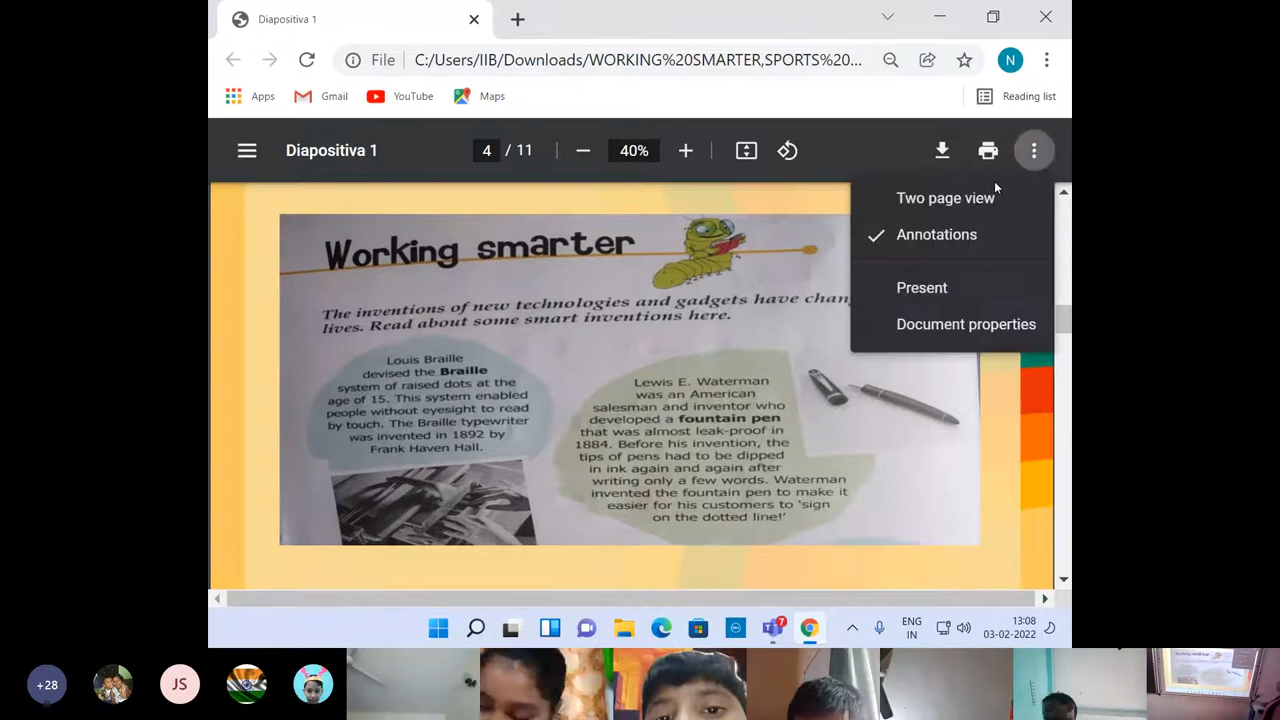 Diapositiva 1
File
C:/Users/IIB/Downloads/WORKING%20SMARTER,SPORTS%20...
N
Apps
Gmail
YouTube
Maps
Reading list
Diapositiva 1
4 / 11
40%
Two page view
Annotations
Present
Document properties
Working smarter
The inventions of new technologies and gadgets have
lives. Read about some smart inventions here.
Louis Braille
devised the Braille
system of raised dots at the
age of 15. This system enabled
people without eyesight to read
by touch. The Braille typewriter
was invented in 1892 by
Frank Haven Hall.
Lewis E. Waterman
was an American
salesman and inventor who
developed a fountain pen
that was almost leak-proof in
1884. Before his invention, the
tips of pens had to be dipped
in ink again and again after
writing only a few words. Waterman
invented the fountain pen to make it
easier for his customers to 'sign
on the dotted line!'
7
ENG
IN
13:08
03-02-2022
+28
JS